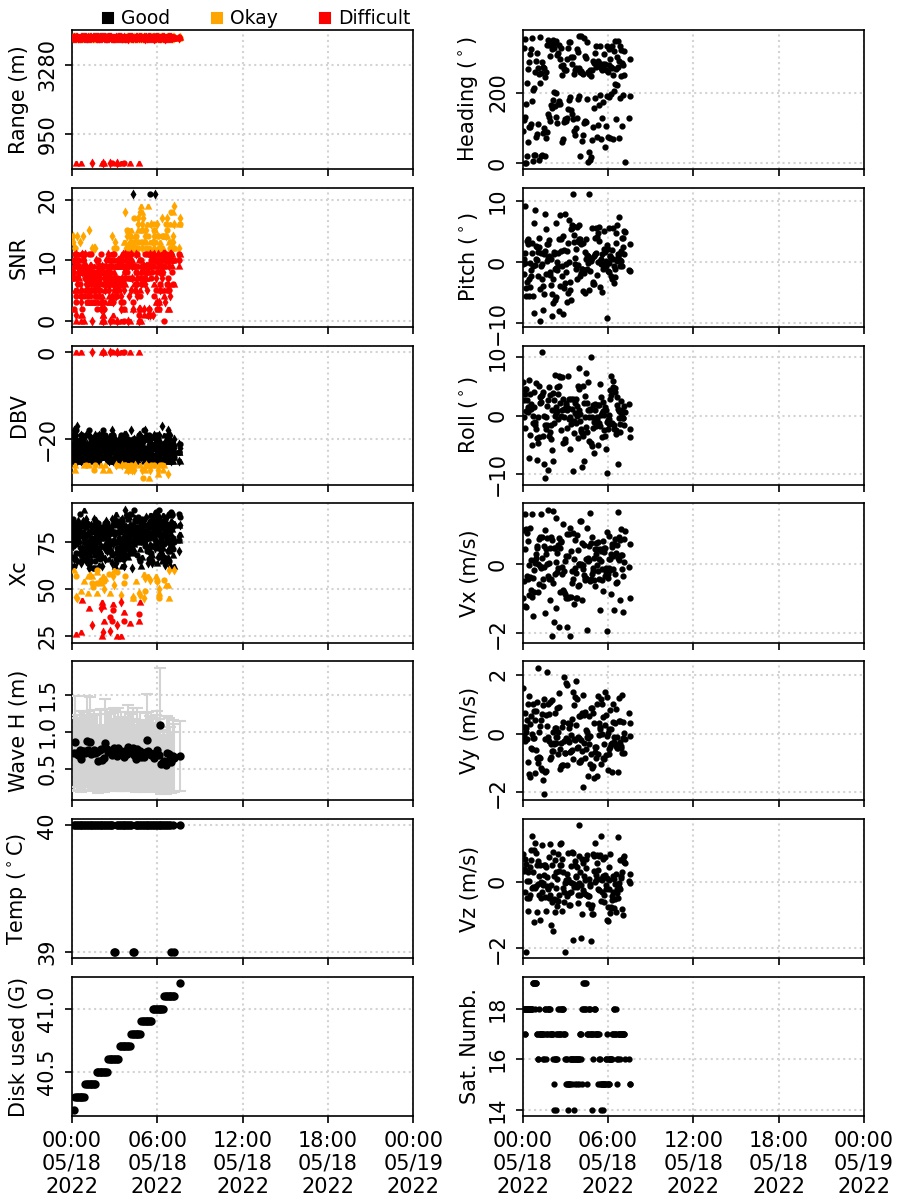 Good Okay Difficult
Range (m)
3280
950
Heading (°)
200
0
SNR
20
10
0
Pitch (°)
10
0
−10
DBV
0
−20
Roll (°)
10
0
−10
Xc
75
50
25
Vx (m/s)
0
−2
Wave H (m)
1.5
1.0
0.5
Vy (m/s)
2
0
−2
Temp (°C)
40
39
Vz (m/s)
0
−2
Disk used (G)
41.0
40.5
Sat. Numb.
18
16
14
00:00 06:00 12:00 18:00 00:00
05/18 05/18 05/18 05/18 05/19
2022 2022 2022 2022 2022
00:00 06:00 12:00 18:00 00:00
05/18 05/18 05/18 05/18 05/19
2022 2022 2022 2022 2022